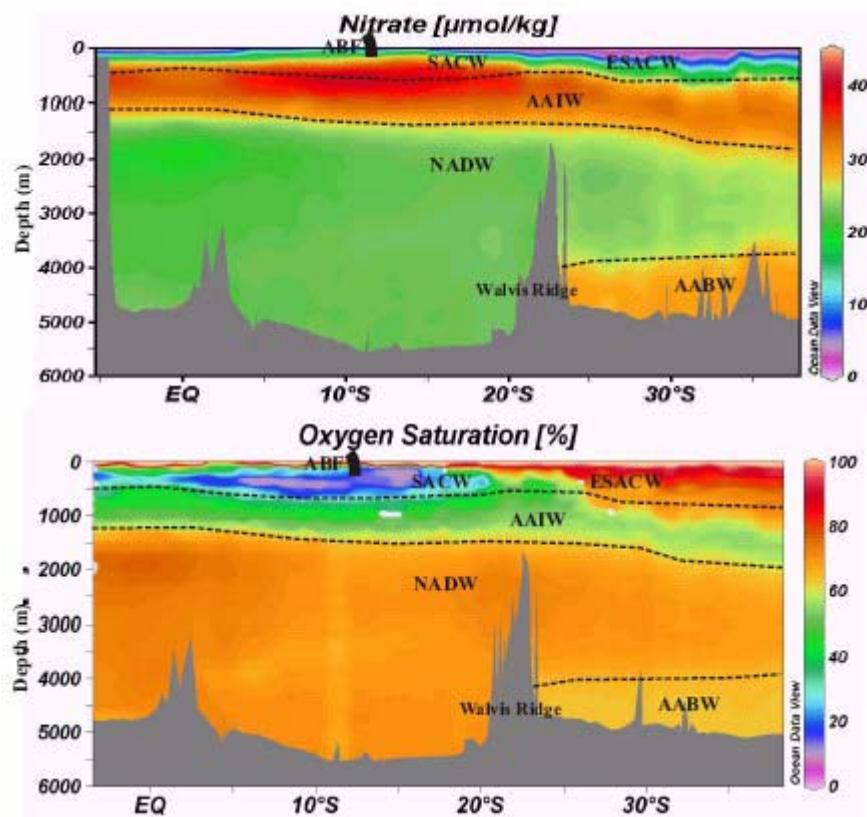 Nitrate [µmol/kg]
ABF
SACW
ESACW
AAIW
NADW
Walvis Ridge
AABW
Depth (m)
0
1000
2000
3000
4000
5000
6000
EQ
10°S
20°S
30°S
40
30
20
10
0
Ocean Data View
Oxygen Saturation [%]
ABF
SACW
ESACW
AAIW
NADW
Walvis Ridge
AABW
Depth (m)
0
1000
2000
3000
4000
5000
6000
EQ
10°S
20°S
30°S
100
80
60
40
20
0
Ocean Data View